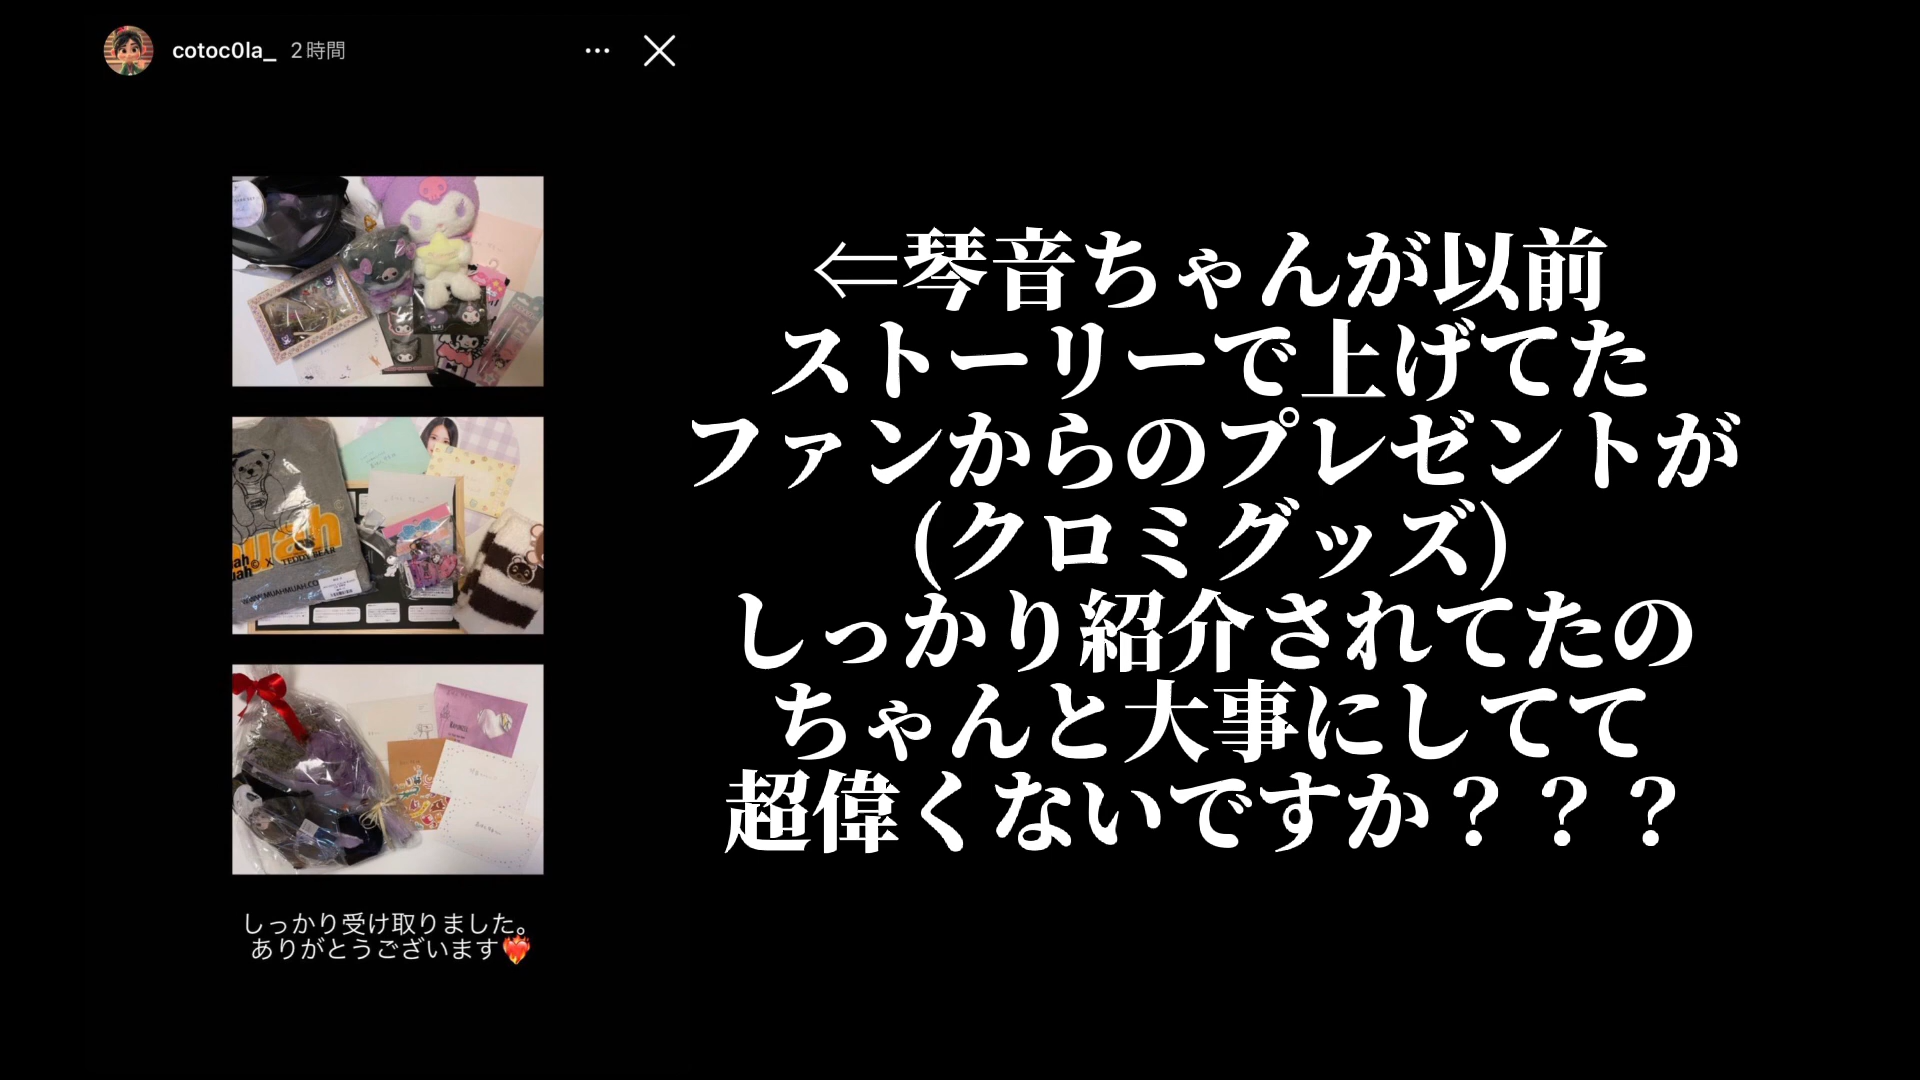 cotoc0la_ 2時間
muah
muah© X TEDDY BEAR
しっかり受け取りました。
ありがとうございます❤️‍🔥
⇐琴音ちゃんが以前
ストーリーで上げてた
ファンからのプレゼントが
(クロミグッズ)
しっかり紹介されてたの
ちゃんと大事にしてて
超偉くないですか？？？